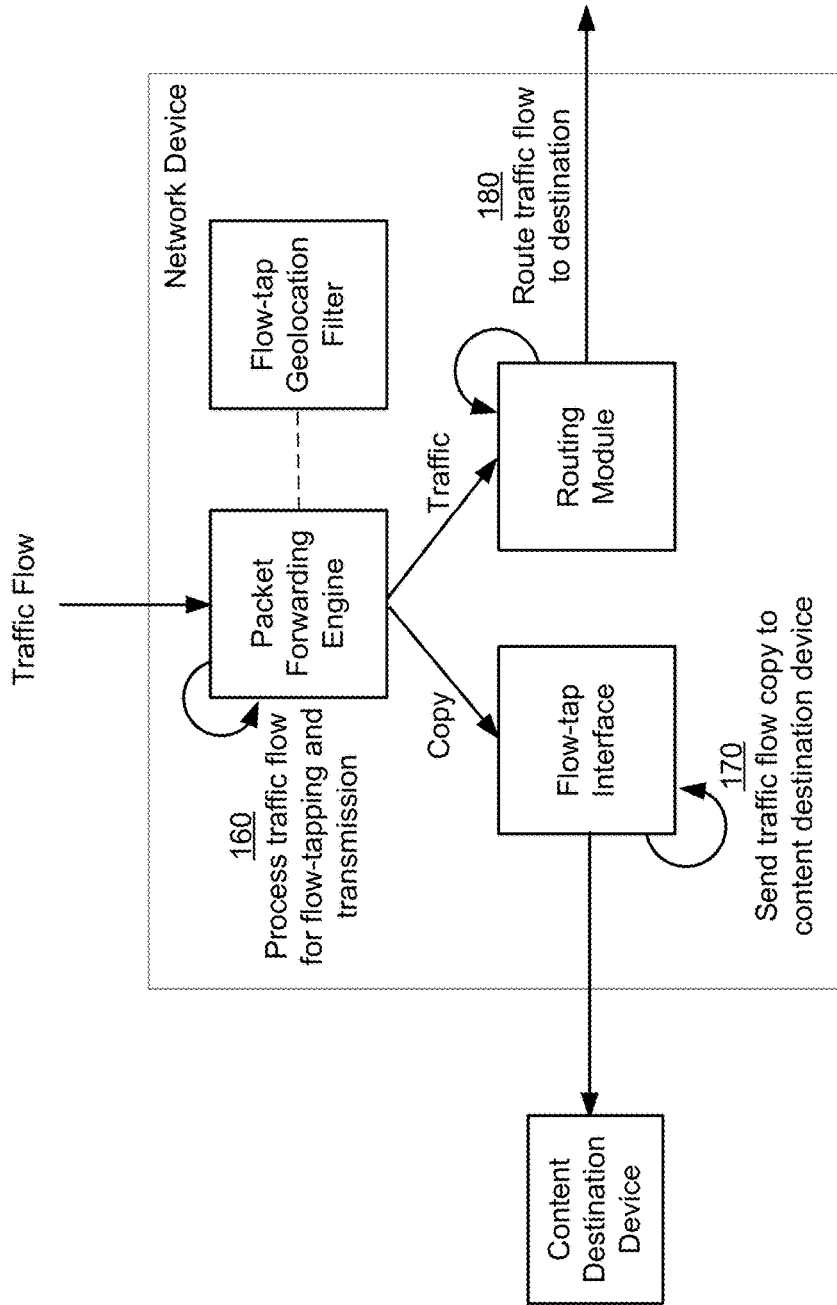 Traffic Flow
Network Device
Packet
Forwarding
Engine
Flow-tap
Geolocation
Filter
160
Process traffic flow
for flow-tapping and
transmission
Copy
Traffic
180
Route traffic flow
to destination
Content
Destination
Device
Flow-tap
Interface
Routing
Module
170
Send traffic flow copy to
content destination device